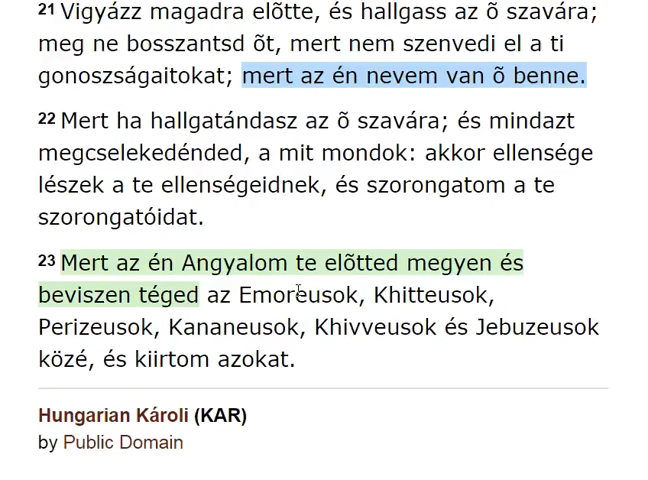 21 Vigyázz magadra elõtte, és hallgass az õ szavára;
meg ne bosszantsd õt, mert nem szenvedi el a ti
gonoszságaitokat; mert az én nevem van õ benne.
22 Mert ha hallgatándasz az õ szavára; és mindazt
megcselekedénded, a mit mondok: akkor ellensége
lészek a te ellenségeidnek, és szorongatom a te
szorongatóidat.
23 Mert az én Angyalom te elõtted megyen és
beviszen téged az Emoreusok, Khitteusok,
Perizeusok, Kananeusok, Khivveusok és Jebuzeusok
közé, és kiirtom azokat.
Hungarian Károli (KAR)
by Public Domain